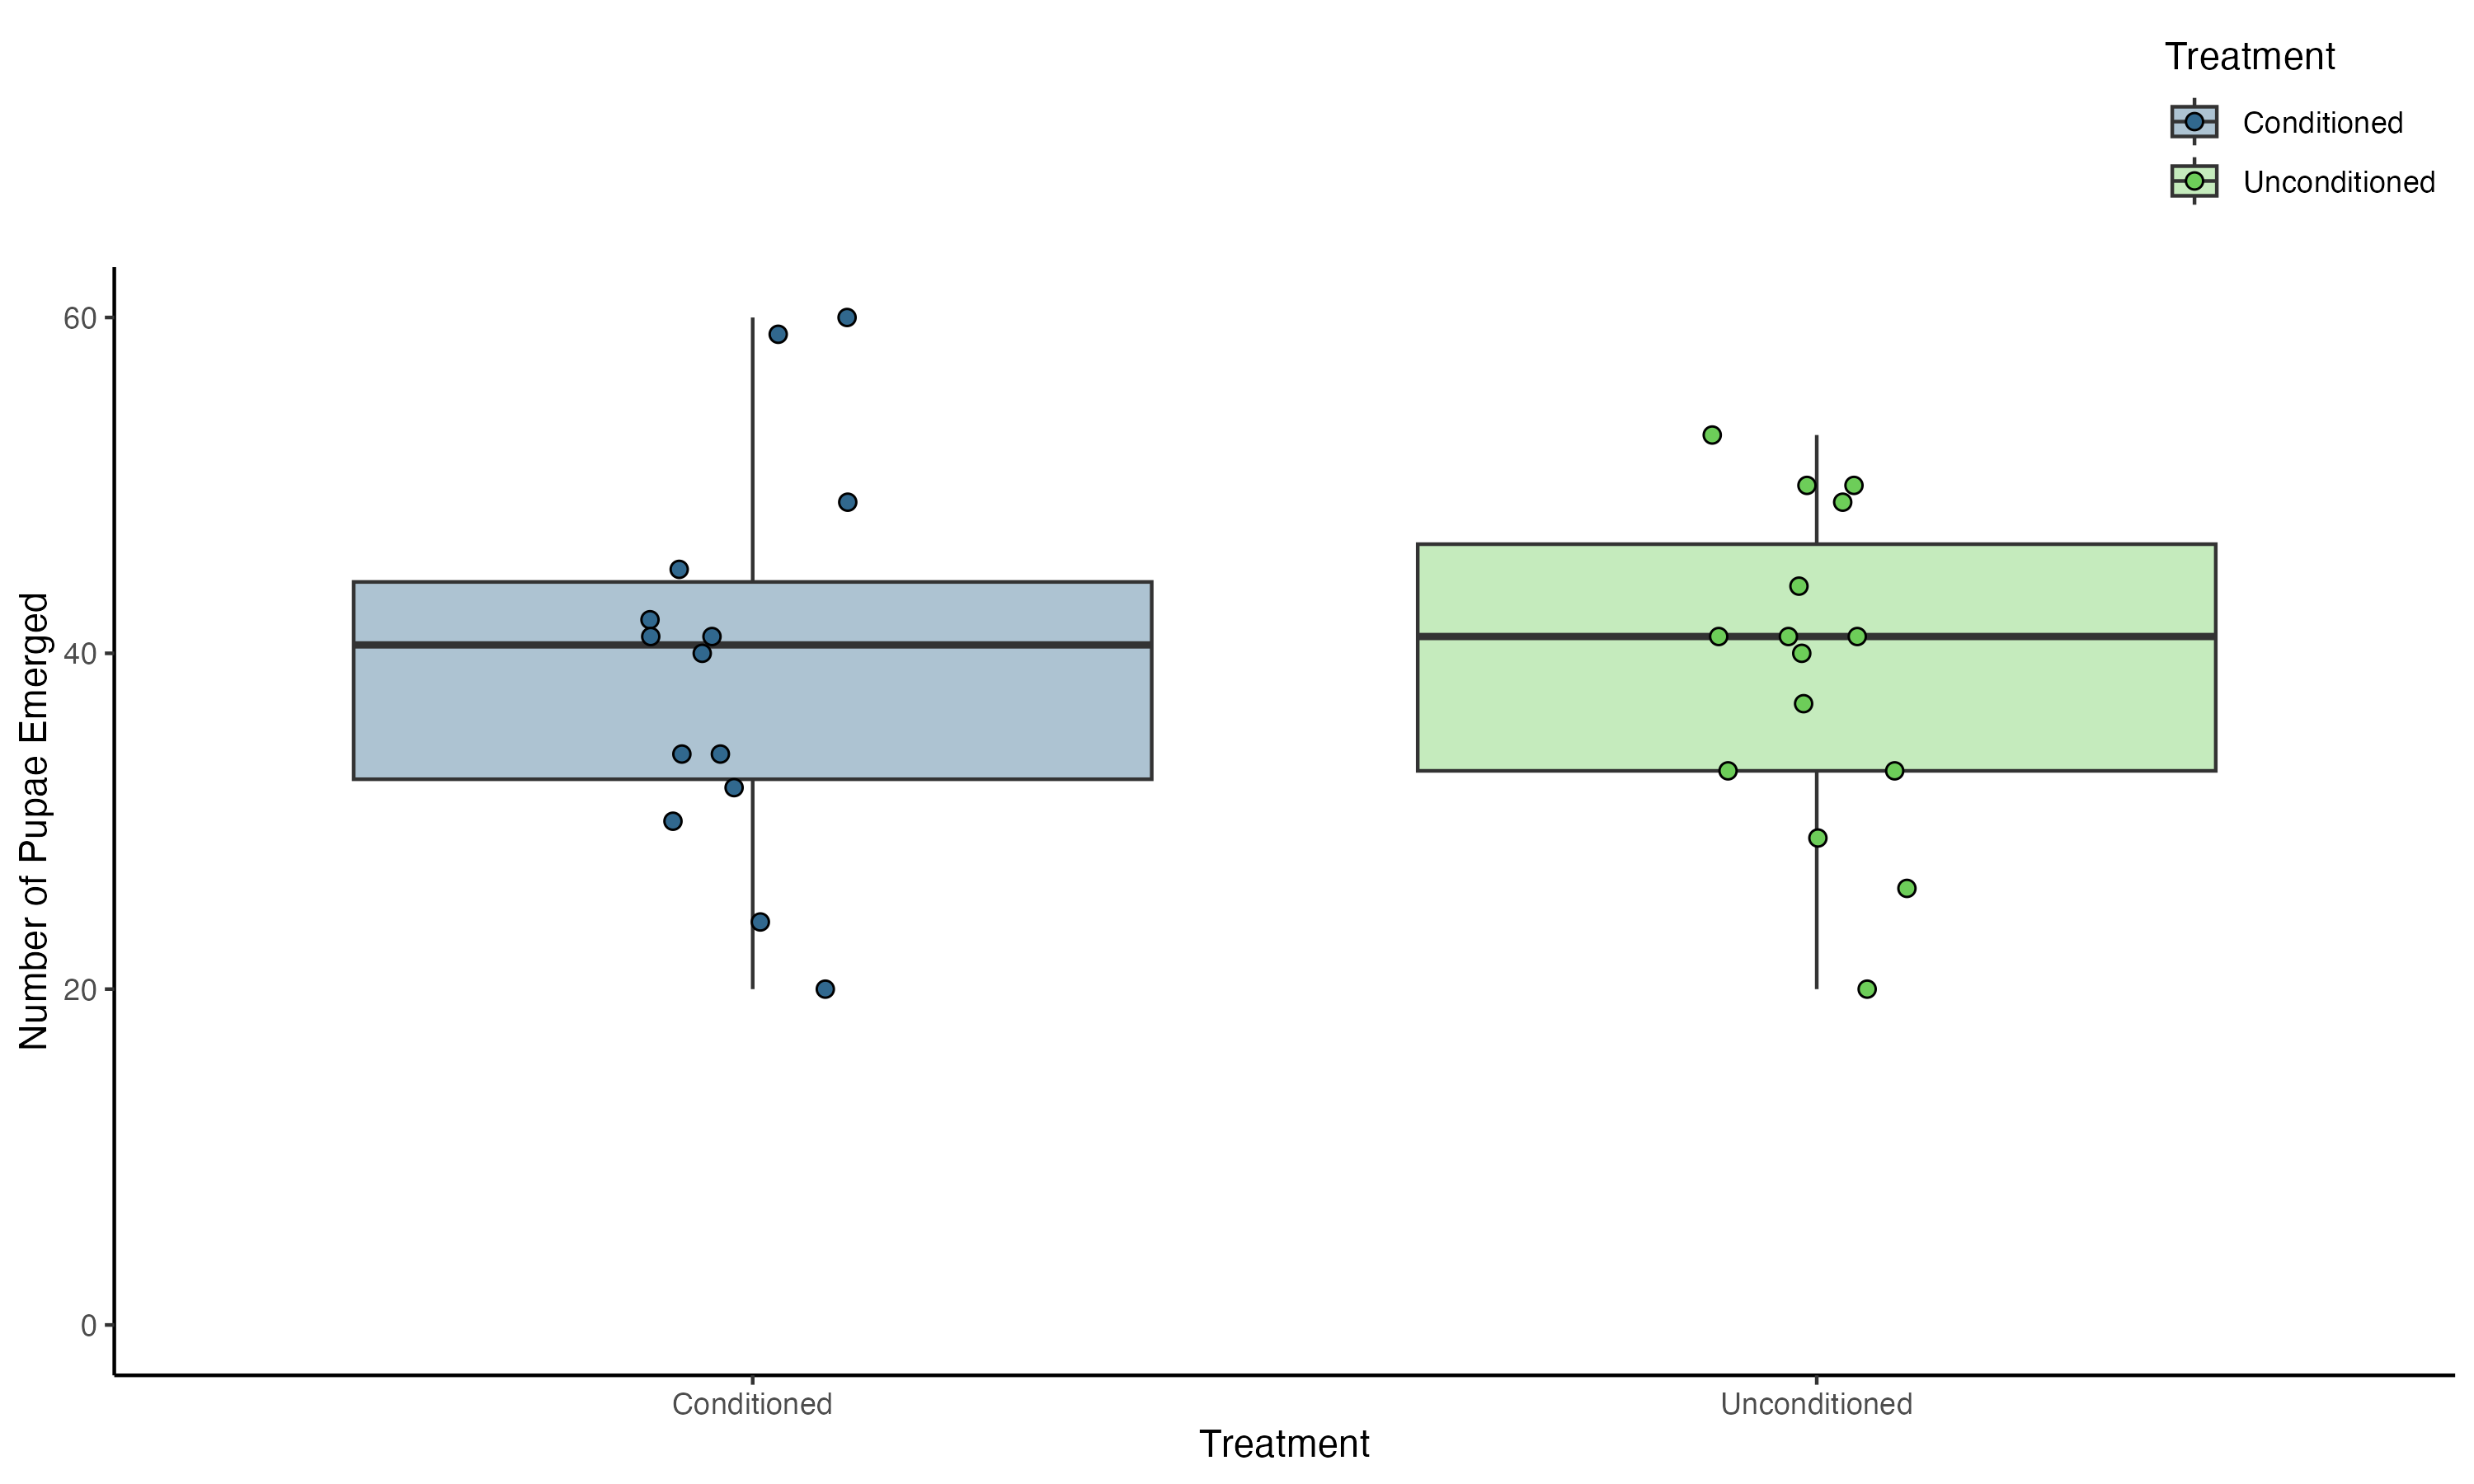 Treatment
Conditioned
Unconditioned
Number of Pupae Emerged
60
40
20
0
Conditioned
Unconditioned
Treatment